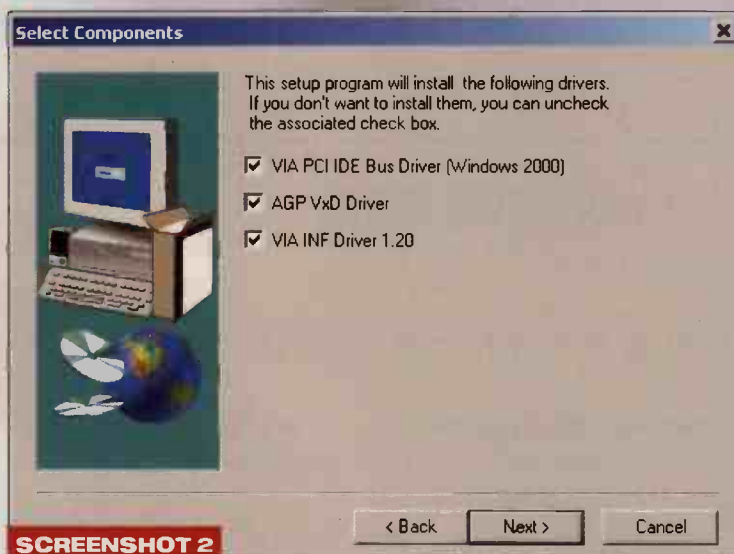 Select Components
This setup program will install the following drivers.
If you don't want to install them, you can uncheck
the associated check box.
VIA PCI IDE Bus Driver (Windows 2000)
AGP VxD Driver
VIA INF Driver 1.20
< Back
Next >
Cancel
SCREENSHOT 2